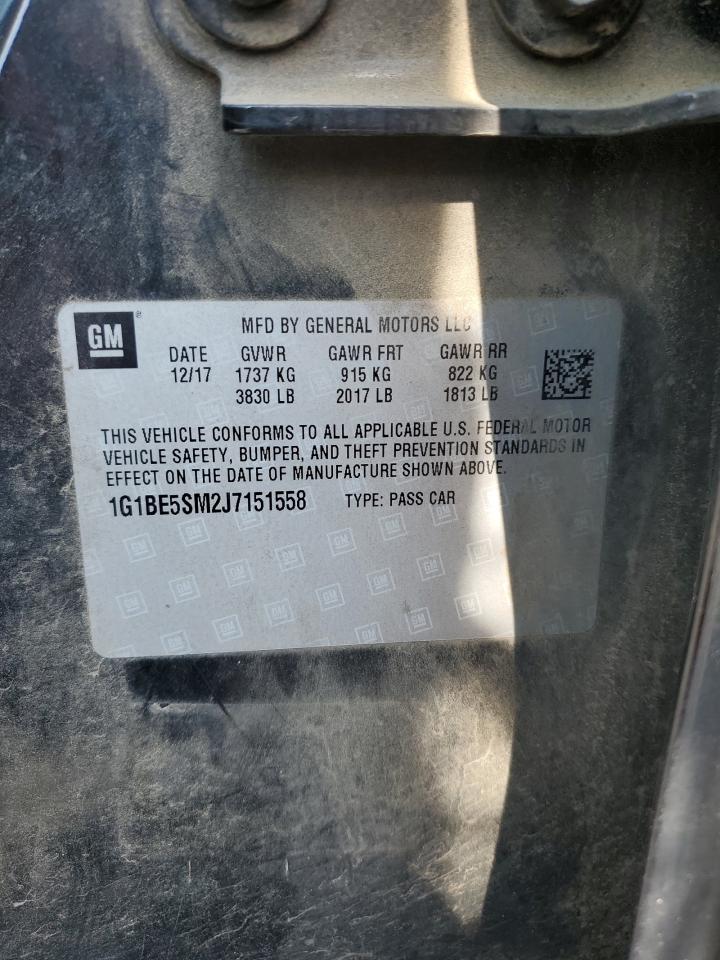 GM ®
MFD BY GENERAL MOTORS LLC
DATE GVWR GAWR FRT GAWR RR
12/17 1737 KG 915 KG 822 KG
3830 LB 2017 LB 1813 LB
THIS VEHICLE CONFORMS TO ALL APPLICABLE U.S. FEDERAL MOTOR
VEHICLE SAFETY, BUMPER, AND THEFT PREVENTION STANDARDS IN
EFFECT ON THE DATE OF MANUFACTURE SHOWN ABOVE.
1G1BE5SM2J7151558 TYPE: PASS CAR